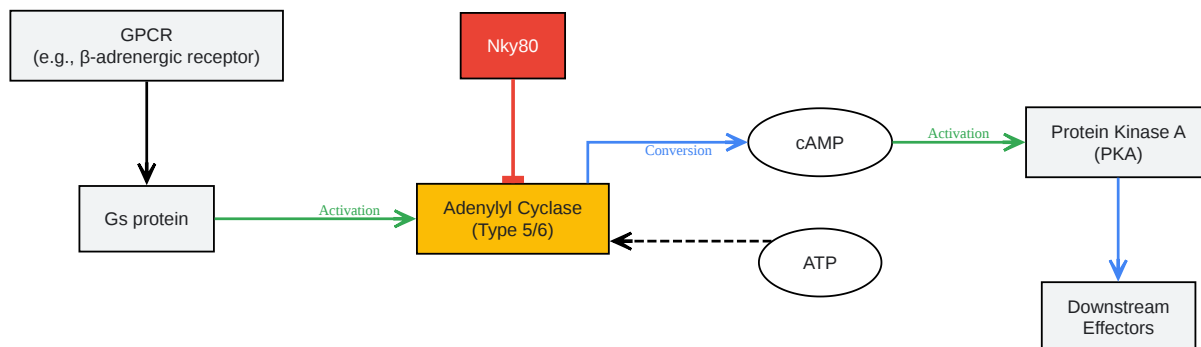 GPCR
(e.g., β-adrenergic receptor)
Nky80
cAMP
Activation
Conversion
Protein Kinase A
(PKA)
Gs protein
Activation
Adenylyl Cyclase
(Type 5/6)
ATP
Downstream
Effectors